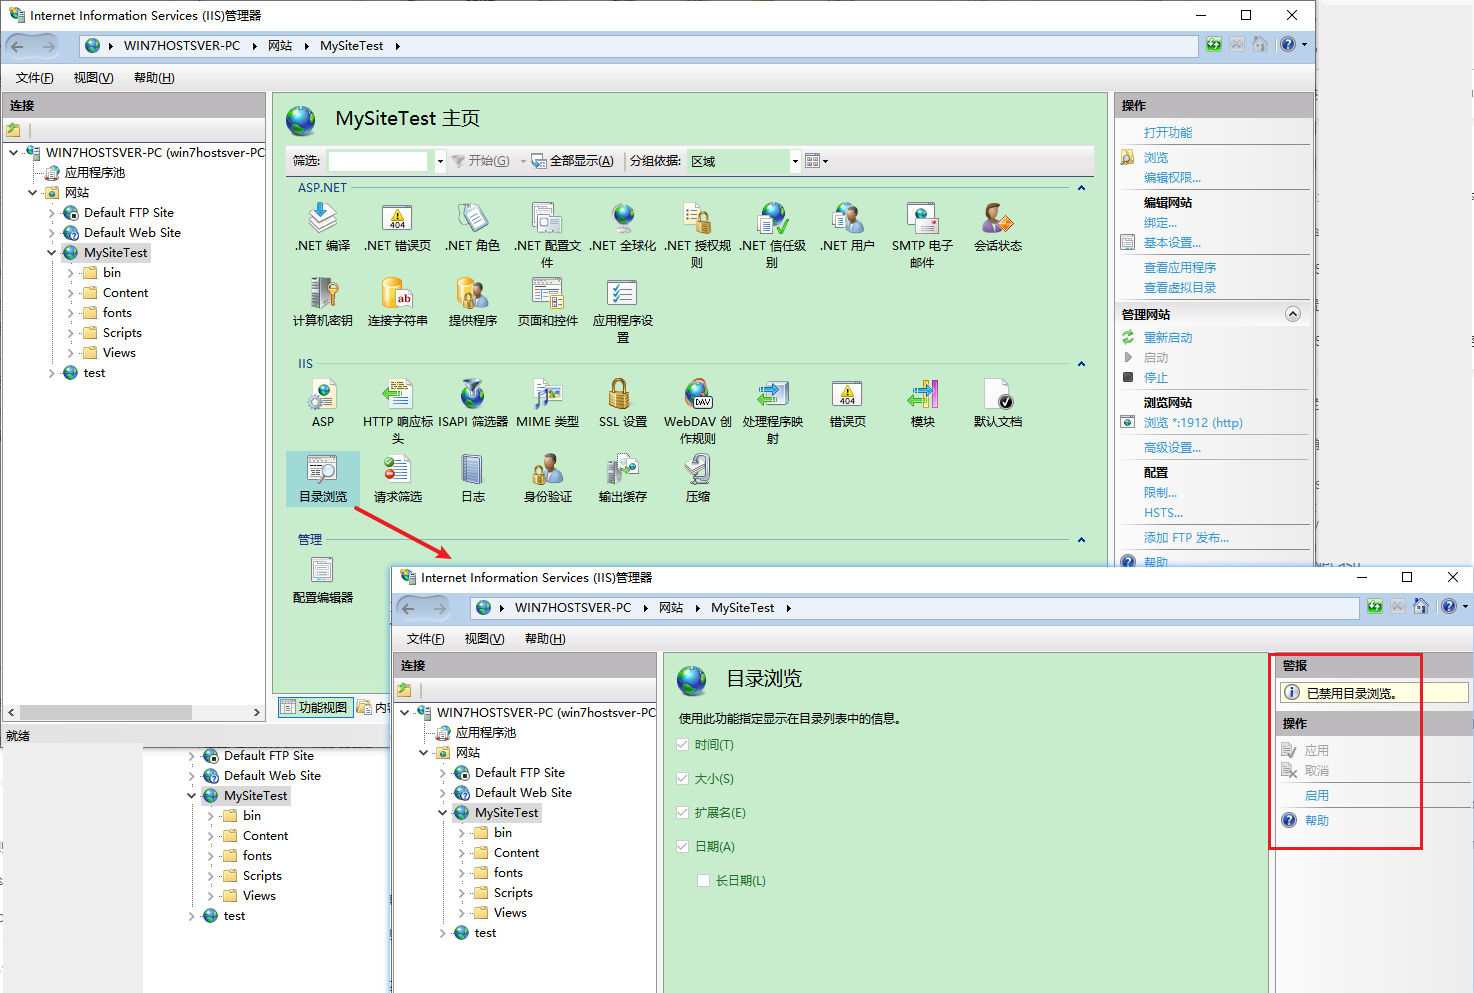 Internet Information Services (IIS)管理器
WIN7HOSTSVER-PC
网站
MySiteTest
文件(F)
视图(V)
帮助(H)
连接
WIN7HOSTSVER-PC (win7hostsver-PC
应用程序池
网站
Default FTP Site
Default Web Site
MySiteTest
bin
Content
fonts
Scripts
Views
test
就绪
MySiteTest 主页
筛选:
开始(G)
全部显示(A)
分组依据:
区域
ASP.NET
.NET 编译
.NET 错误页
.NET 角色
.NET 配置文件
.NET 全球化
.NET 授权规则
.NET 信任级别
.NET 用户
SMTP 电子邮件
会话状态
计算机密钥
连接字符串
提供程序
页面和控件
应用程序设置
IIS
ASP
HTTP 响应标头
ISAPI 筛选器
MIME 类型
SSL 设置
WebDAV 创作规则
处理程序映射
错误页
模块
默认文档
目录浏览
请求筛选
日志
身份验证
输出缓存
压缩
管理
配置编辑器
功能视图
操作
打开功能
浏览
编辑权限...
编辑网站
绑定...
基本设置...
查看应用程序
查看虚拟目录
管理网站
重新启动
启动
停止
浏览网站
浏览 *:1912 (http)
高级设置...
配置
限制...
HSTS...
添加 FTP 发布...
帮助
Default FTP Site
Default Web Site
MySiteTest
bin
Content
fonts
Scripts
Views
test
Internet Information Services (IIS)管理器
WIN7HOSTSVER-PC
网站
MySiteTest
文件(F)
视图(V)
帮助(H)
连接
WIN7HOSTSVER-PC (win7hostsver-PC
应用程序池
网站
Default FTP Site
Default Web Site
MySiteTest
bin
Content
fonts
Scripts
Views
test
目录浏览
使用此功能指定显示在目录列表中的信息。
时间(T)
大小(S)
扩展名(E)
日期(A)
长日期(L)
警报
已禁用目录浏览。
操作
应用
取消
启用
帮助